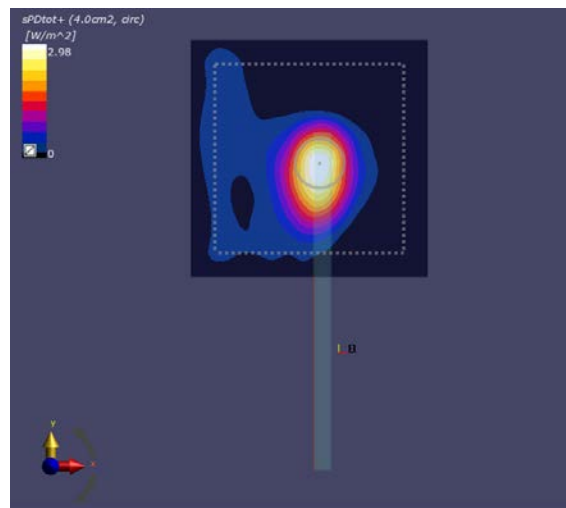 sPDtot+ (4.0cm2, circ)
[W/m^2]
2.98
0
y
x